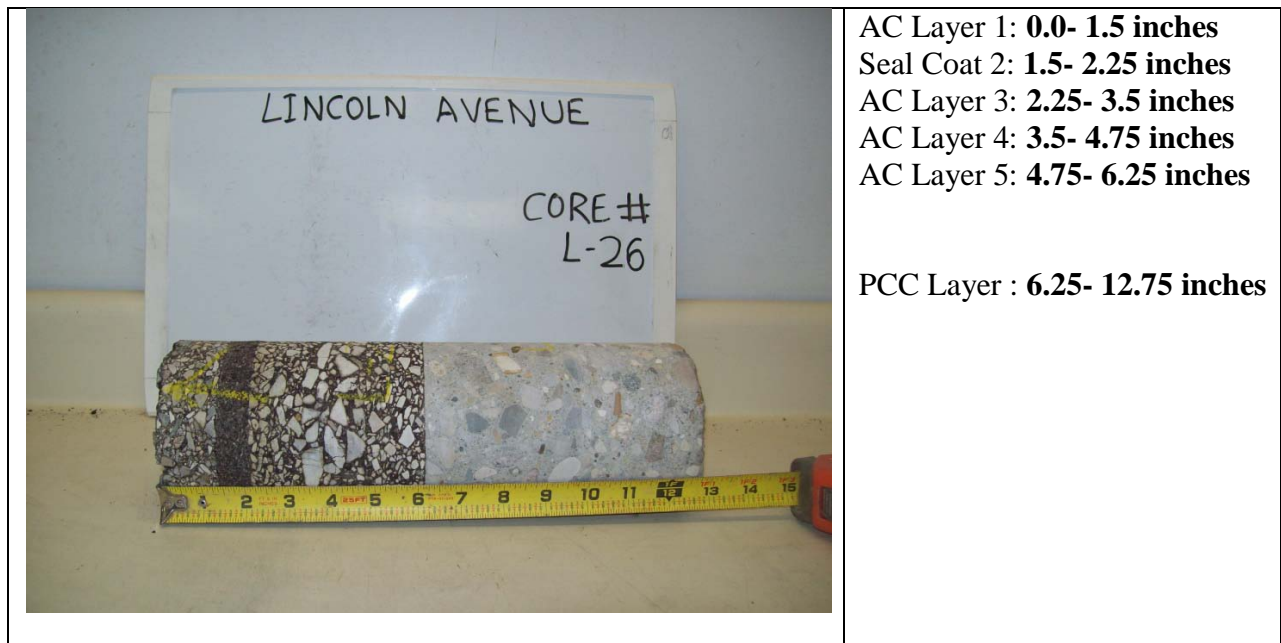 LINCOLN AVENUE
CORE #
L-26
2 3 4 25FT 5 6 7 8 9 10 11 12 13 14 15
AC Layer 1: 0.0- 1.5 inches
Seal Coat 2: 1.5- 2.25 inches
AC Layer 3: 2.25- 3.5 inches
AC Layer 4: 3.5- 4.75 inches
AC Layer 5: 4.75- 6.25 inches
PCC Layer : 6.25- 12.75 inches